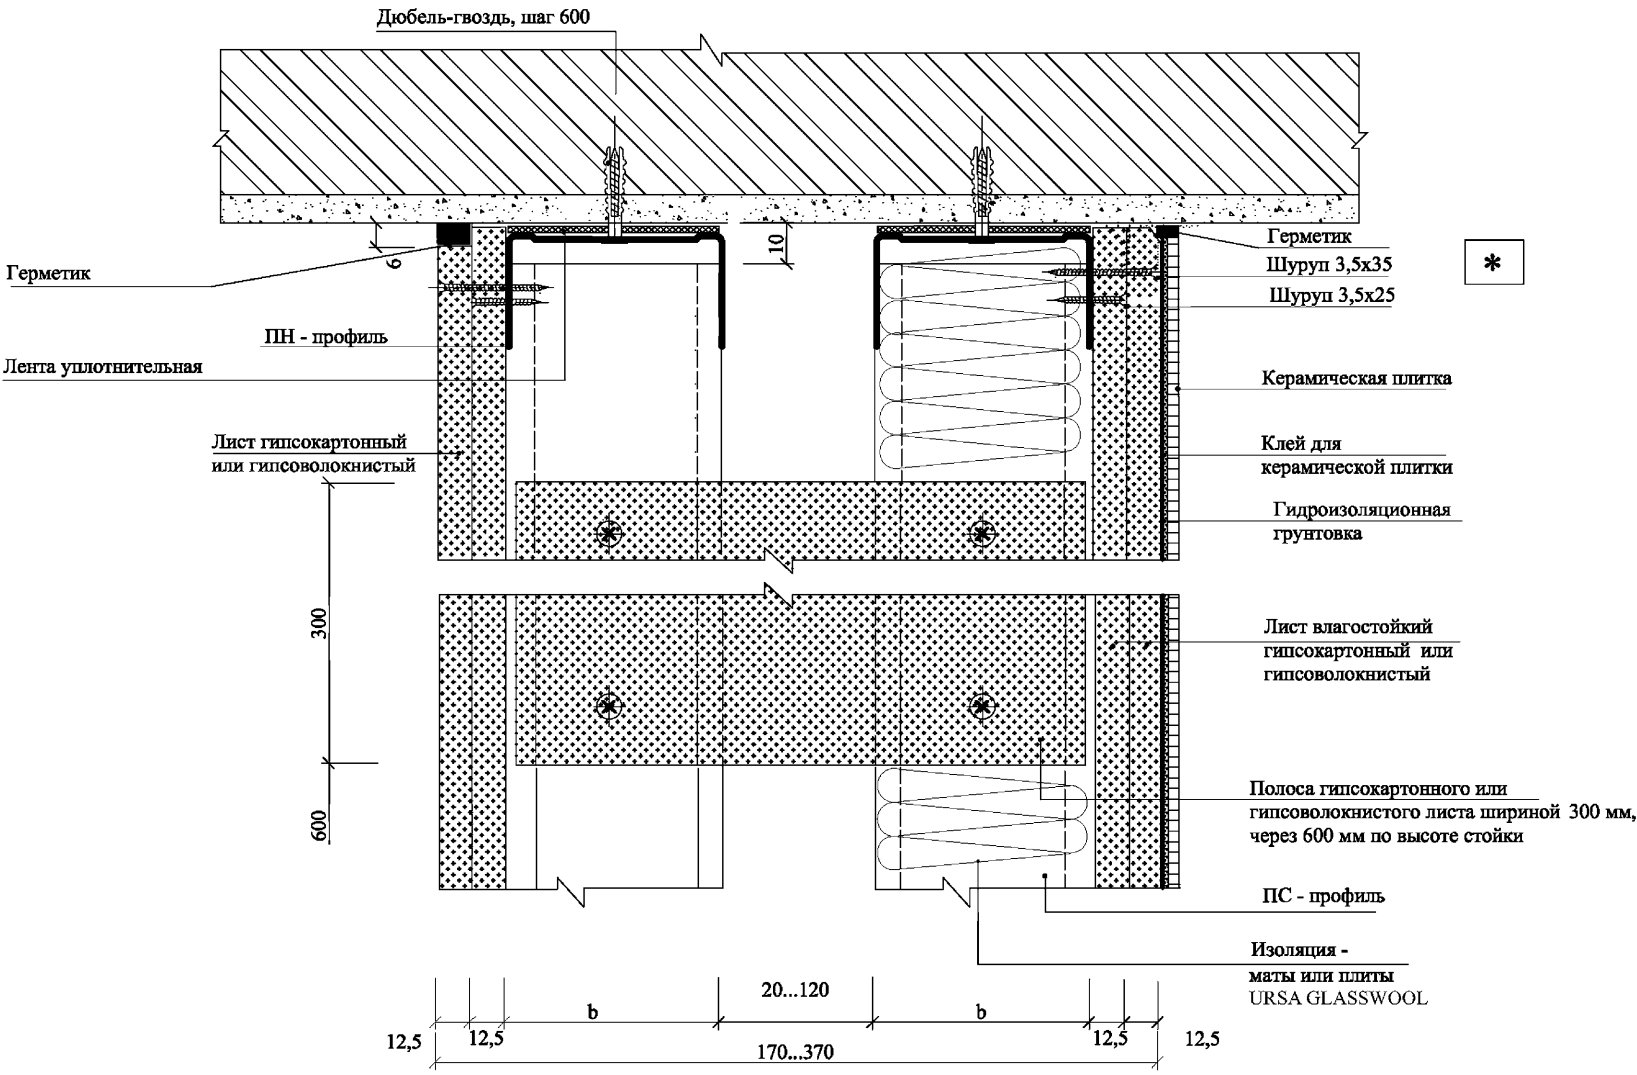 Дюбель-гвоздь, шаг 600
10
6
Герметик
ПН - профиль
Лента уплотнительная
Лист гипсокартонный
или гипсоволокнистый
300
600
Герметик
Шуруп 3,5х35
Шуруп 3,5х25
*
Керамическая плитка
Клей для
керамической плитки
Гидроизоляционная
грунтовка
Лист влагостойкий
гипсокартонный или
гипсоволокнистый
Полоса гипсокартонного или
гипсоволокнистого листа шириной 300 мм,
через 600 мм по высоте стойки
ПС - профиль
Изоляция -
маты или плиты
URSA GLASSWOOL
20...120
b
b
12,5
12,5
12,5
12,5
170...370